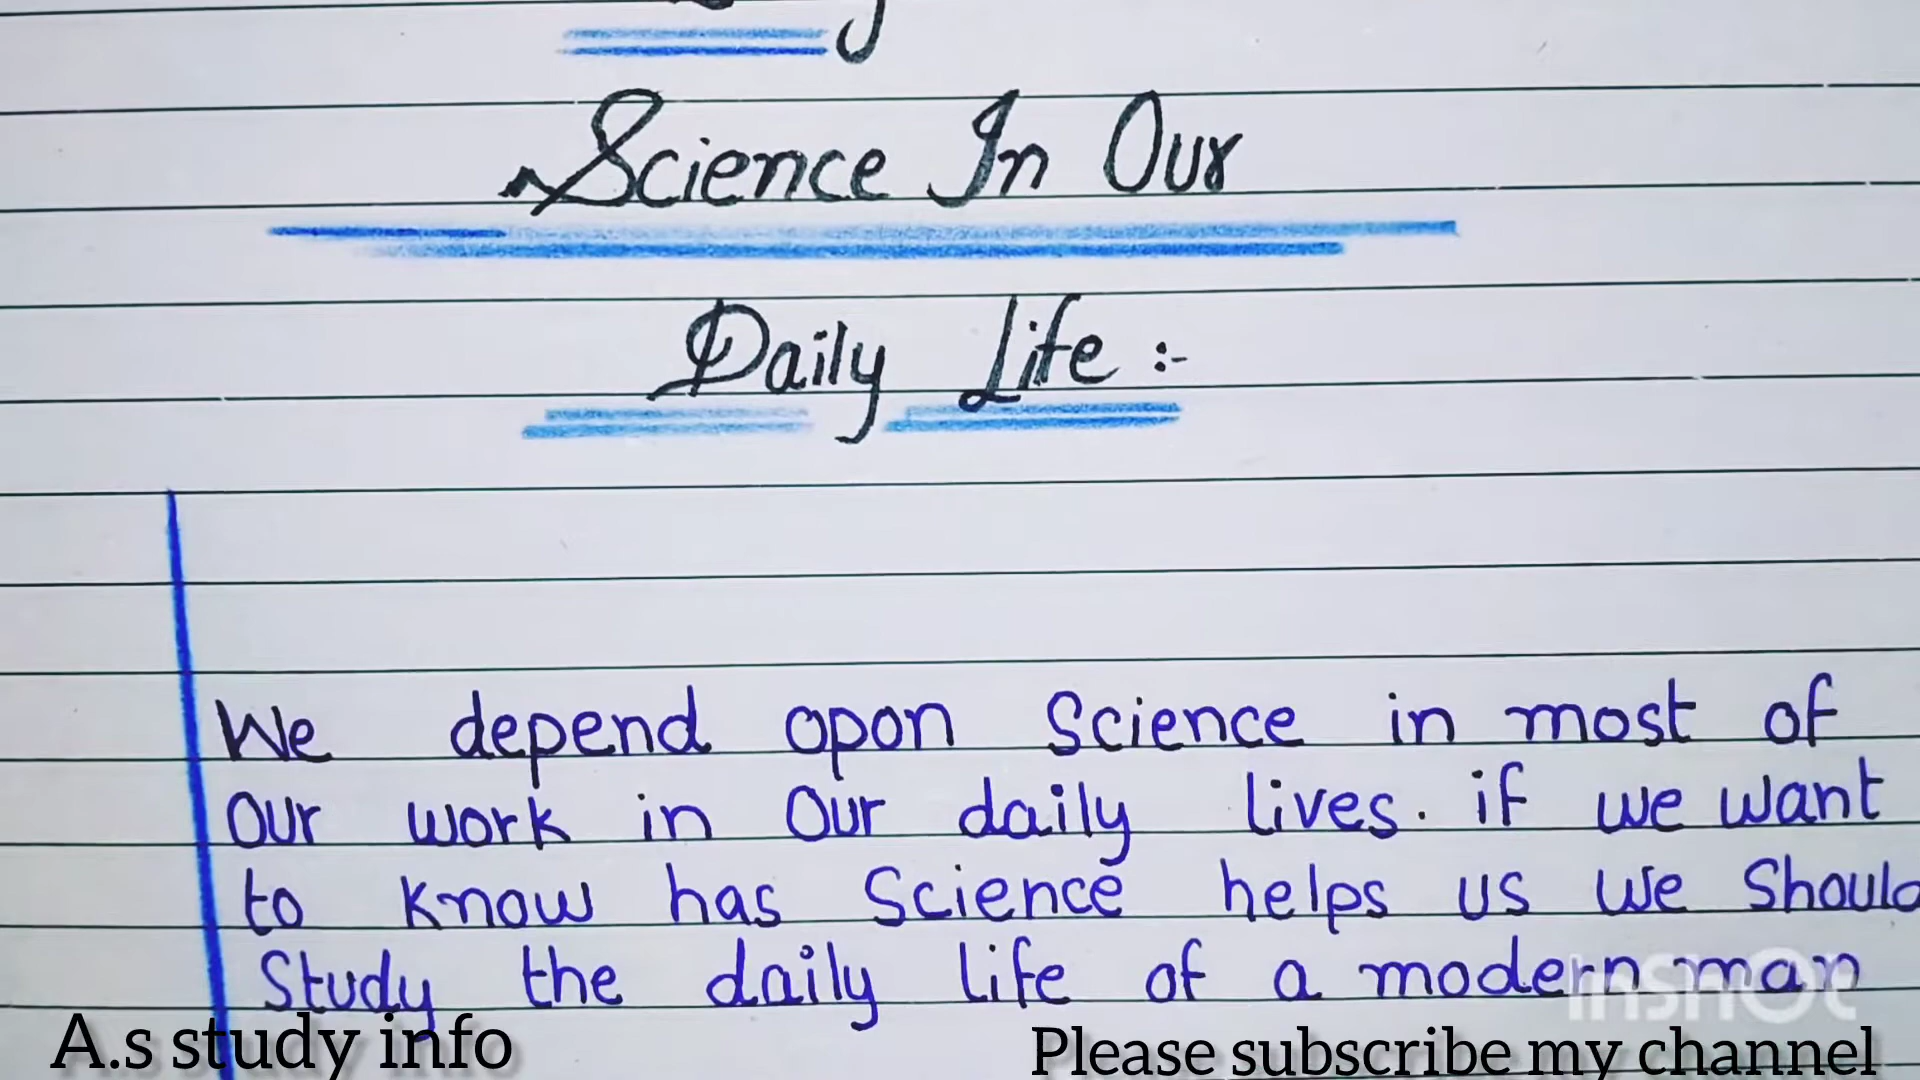 Science In Our
Daily Life :-
We depend opon Science in most of
Our work in Our daily lives. if we want
to know has Science helps us we Should
Study the daily life of a modern man
InShOt
A.s study info
Please subscribe my channel